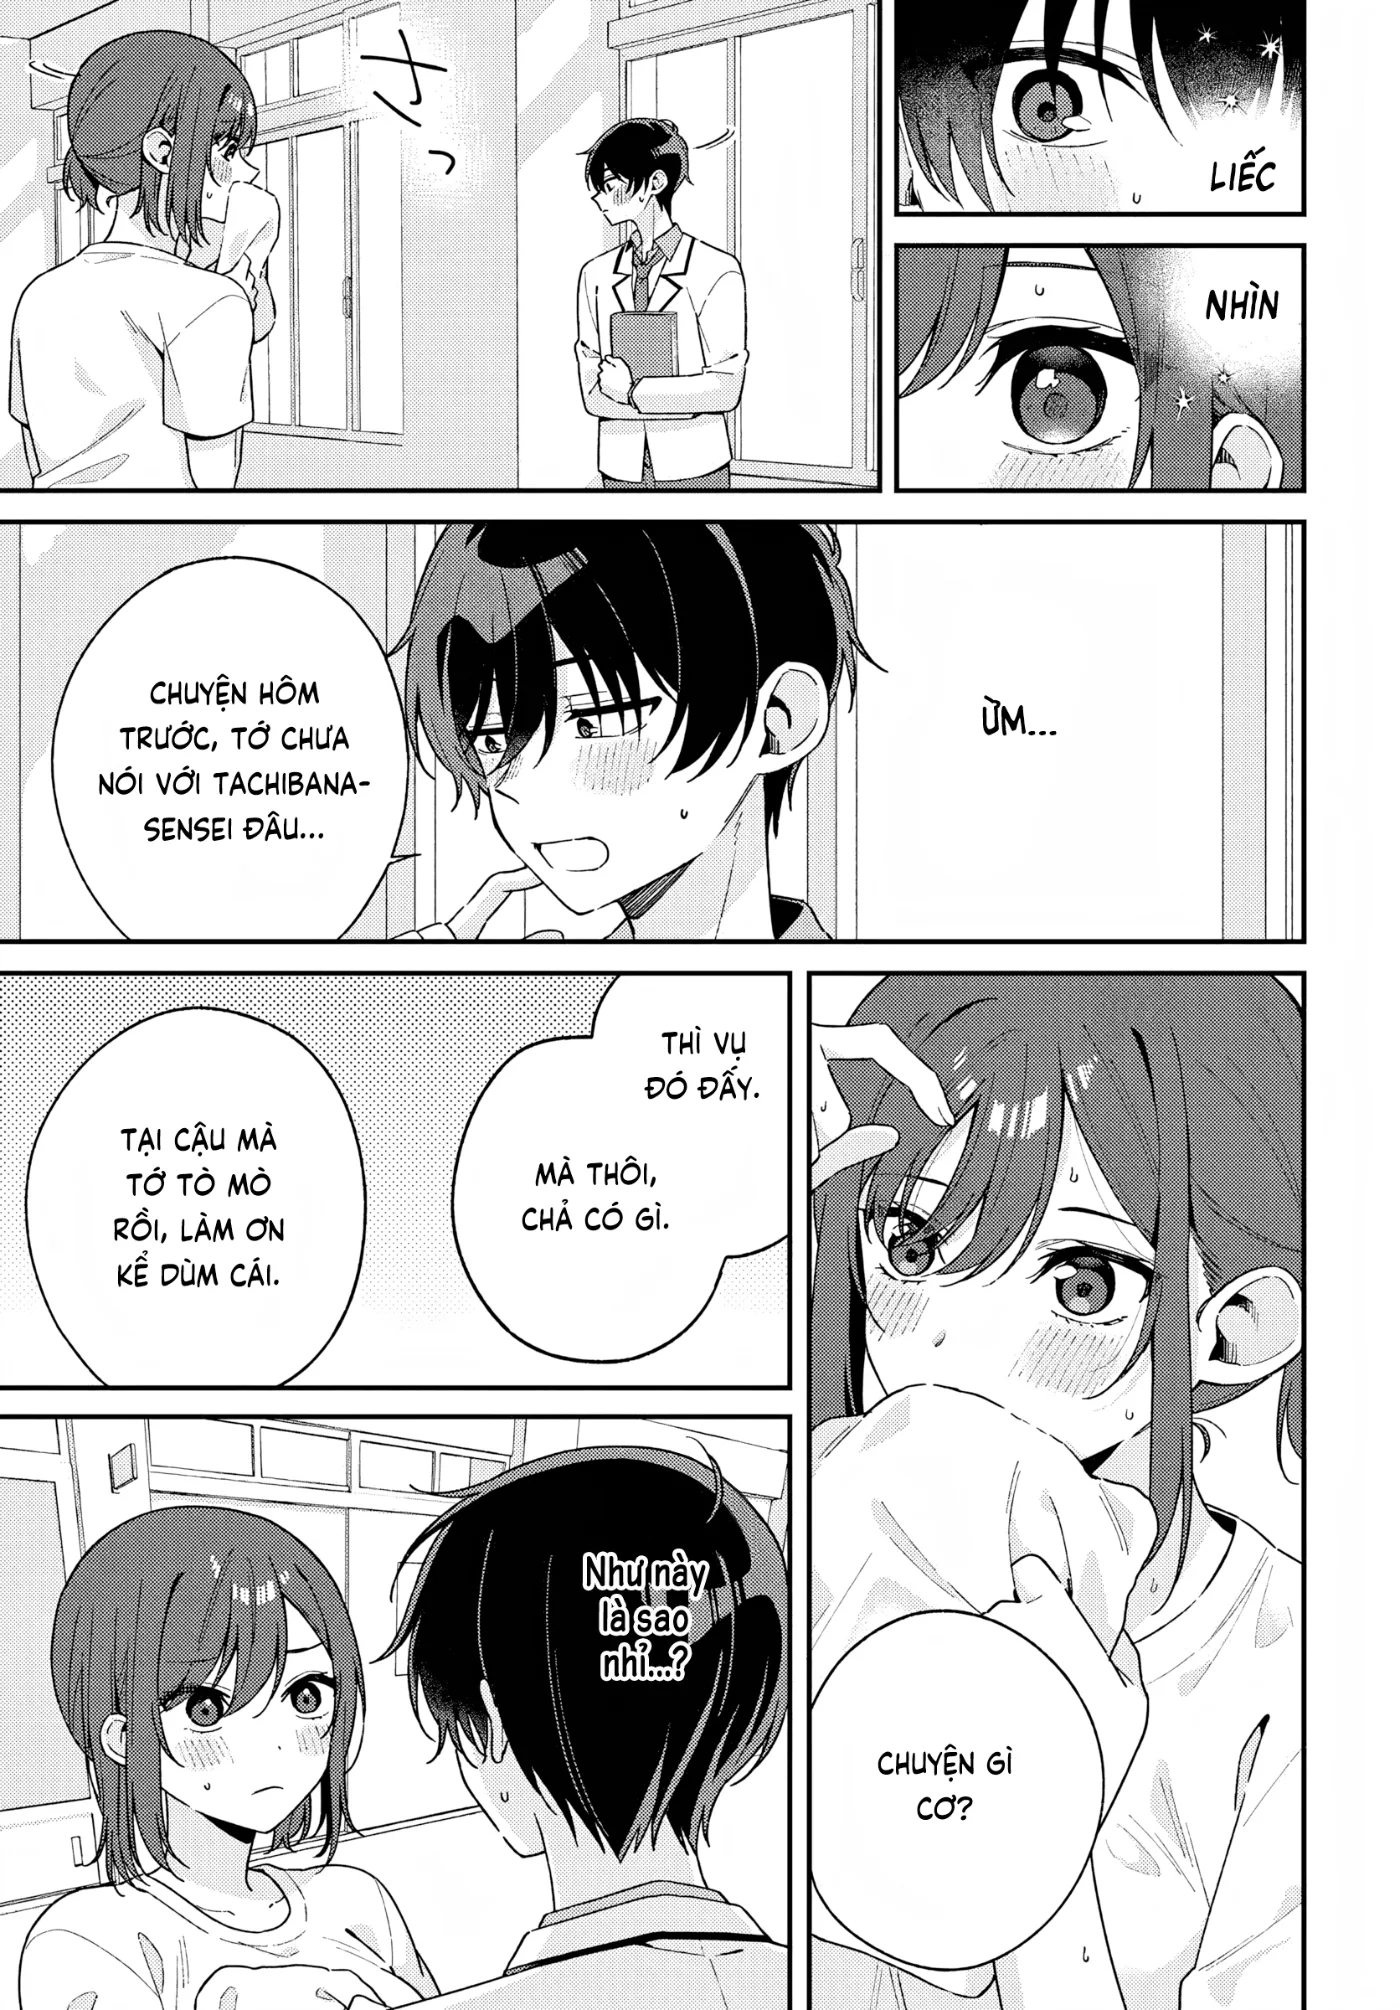 LIẾC
NHÌN
さっ
ỪM...
CHUYỆN HÔM
TRƯỚC, TỚ CHƯA
NÓI VỚI TACHIBANA-
SENSEI ĐÂU...
CHUYỆN GÌ
CƠ?
THÌ VỤ
ĐÓ ĐẤY.
MÀ THÔI,
CHẢ CÓ GÌ.
TẠI CẬU MÀ
TỚ TÒ MÒ
RỒI, LÀM ƠN
KỂ DÙM CÁI.
Như này
là sao
nhỉ...?